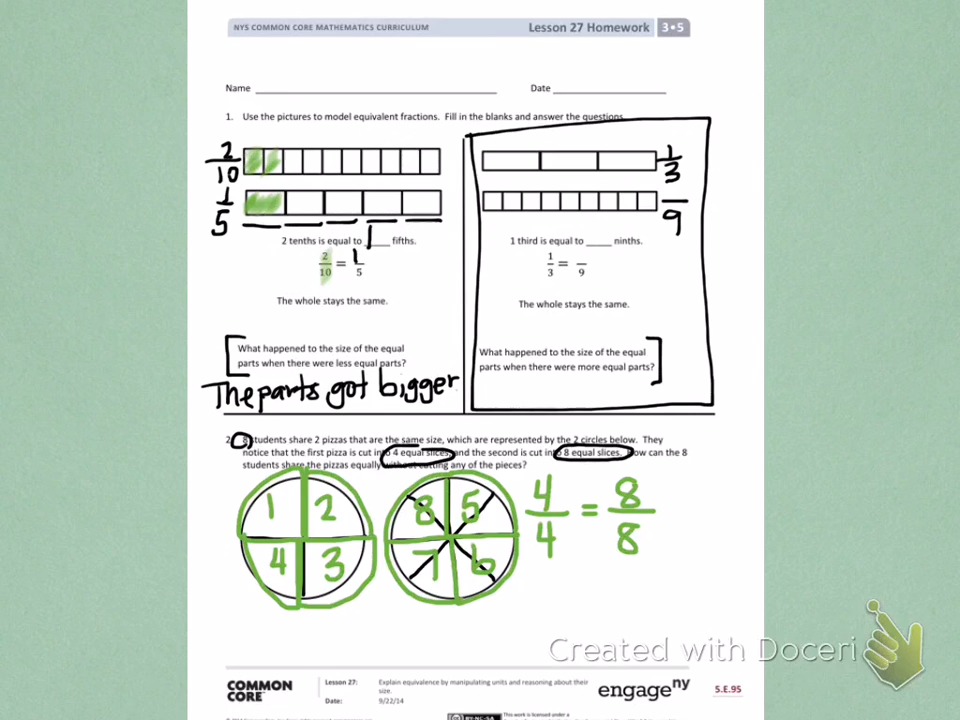 NYS COMMON CORE MATHEMATICS CURRICULUM Lesson 27 Homework 3•5
Name Date
1. Use the pictures to model equivalent fractions. Fill in the blanks and answer the questions.
2/10
1/5
2 tenths is equal to 1 fifths.
2/10 = 1/5
The whole stays the same.
What happened to the size of the equal
parts when there were less equal parts?
The parts got bigger
1/3
/9
1 third is equal to _____ ninths.
1/3 = /9
The whole stays the same.
What happened to the size of the equal
parts when there were more equal parts?
2. 8 students share 2 pizzas that are the same size, which are represented by the 2 circles below. They
notice that the first pizza is cut into 4 equal slices, and the second is cut into 8 equal slices. How can the 8
students share the pizzas equally without cutting any of the pieces?
1 2 8 5
4 3 7 6
4/4 = 8/8
Created with Doceri
COMMON
CORE
Lesson 27: Explain equivalence by manipulating units and reasoning about their
size.
Date: 9/22/14
engage ny
5.E.95
This work is licensed under a